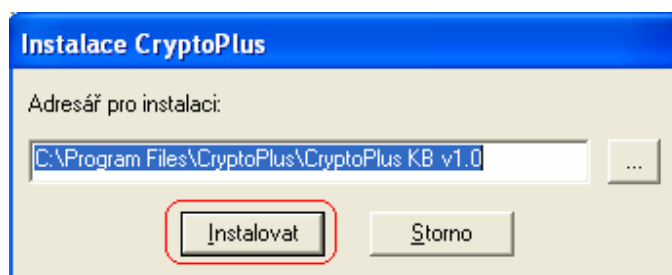 Instalace CryptoPlus
Adresář pro instalaci:
C:\Program Files\CryptoPlus\CryptoPlus KB v1.0
...
Instalovat Storno